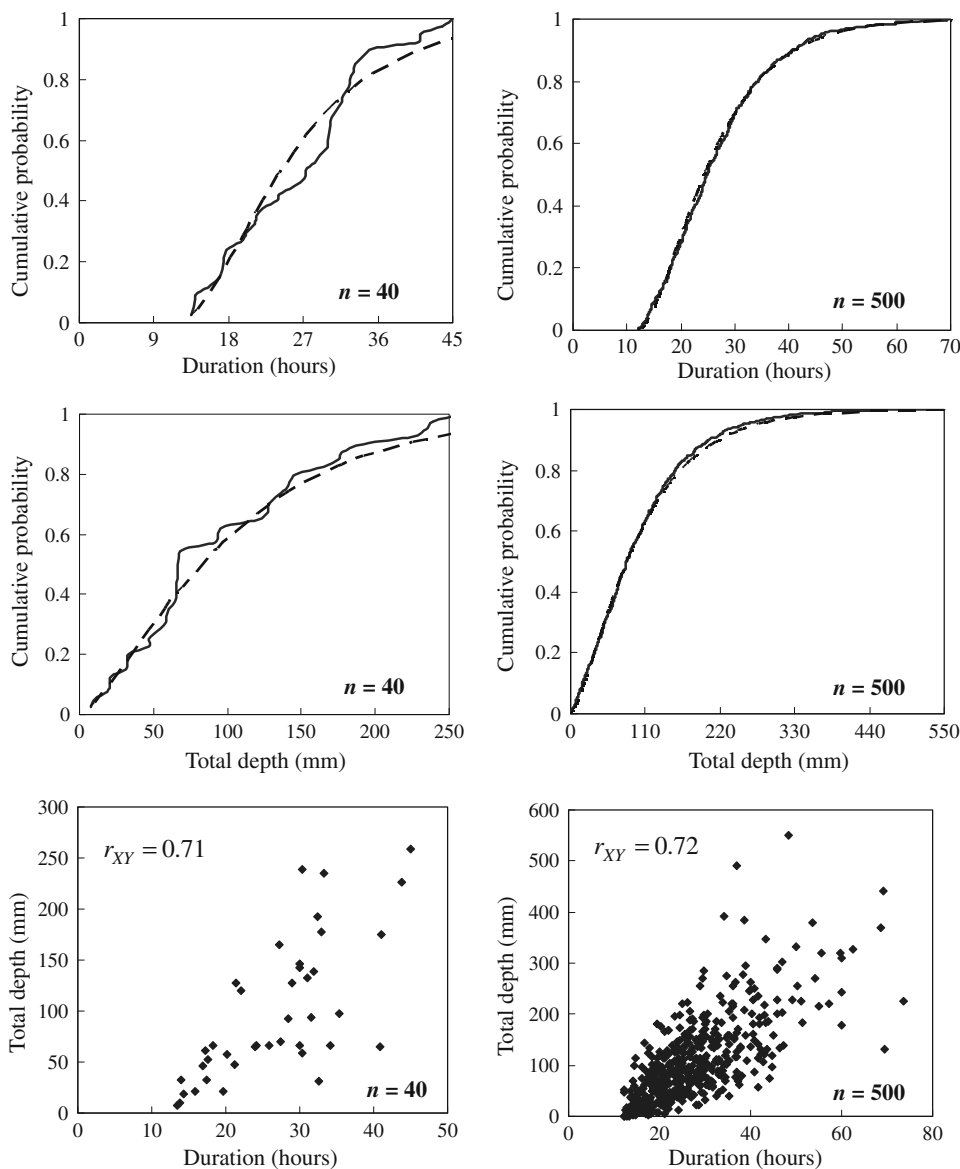 1
0.8
0.6
0.4
0.2
0
Cumulative probability
n = 40
0 9 18 27 36 45
Duration (hours)
1
0.8
0.6
0.4
0.2
0
Cumulative probability
n = 500
0 10 20 30 40 50 60 70
Duration (hours)
1
0.8
0.6
0.4
0.2
0
Cumulative probability
n = 40
0 50 100 150 200 250
Total depth (mm)
1
0.8
0.6
0.4
0.2
0
Cumulative probability
n = 500
0 110 220 330 440 550
Total depth (mm)
300
250
200
150
100
50
0
Total depth (mm)
r_{XY} = 0.71
n = 40
0 10 20 30 40 50
Duration (hours)
600
500
400
300
200
100
0
Total depth (mm)
r_{XY} = 0.72
n = 500
0 20 40 60 80
Duration (hours)